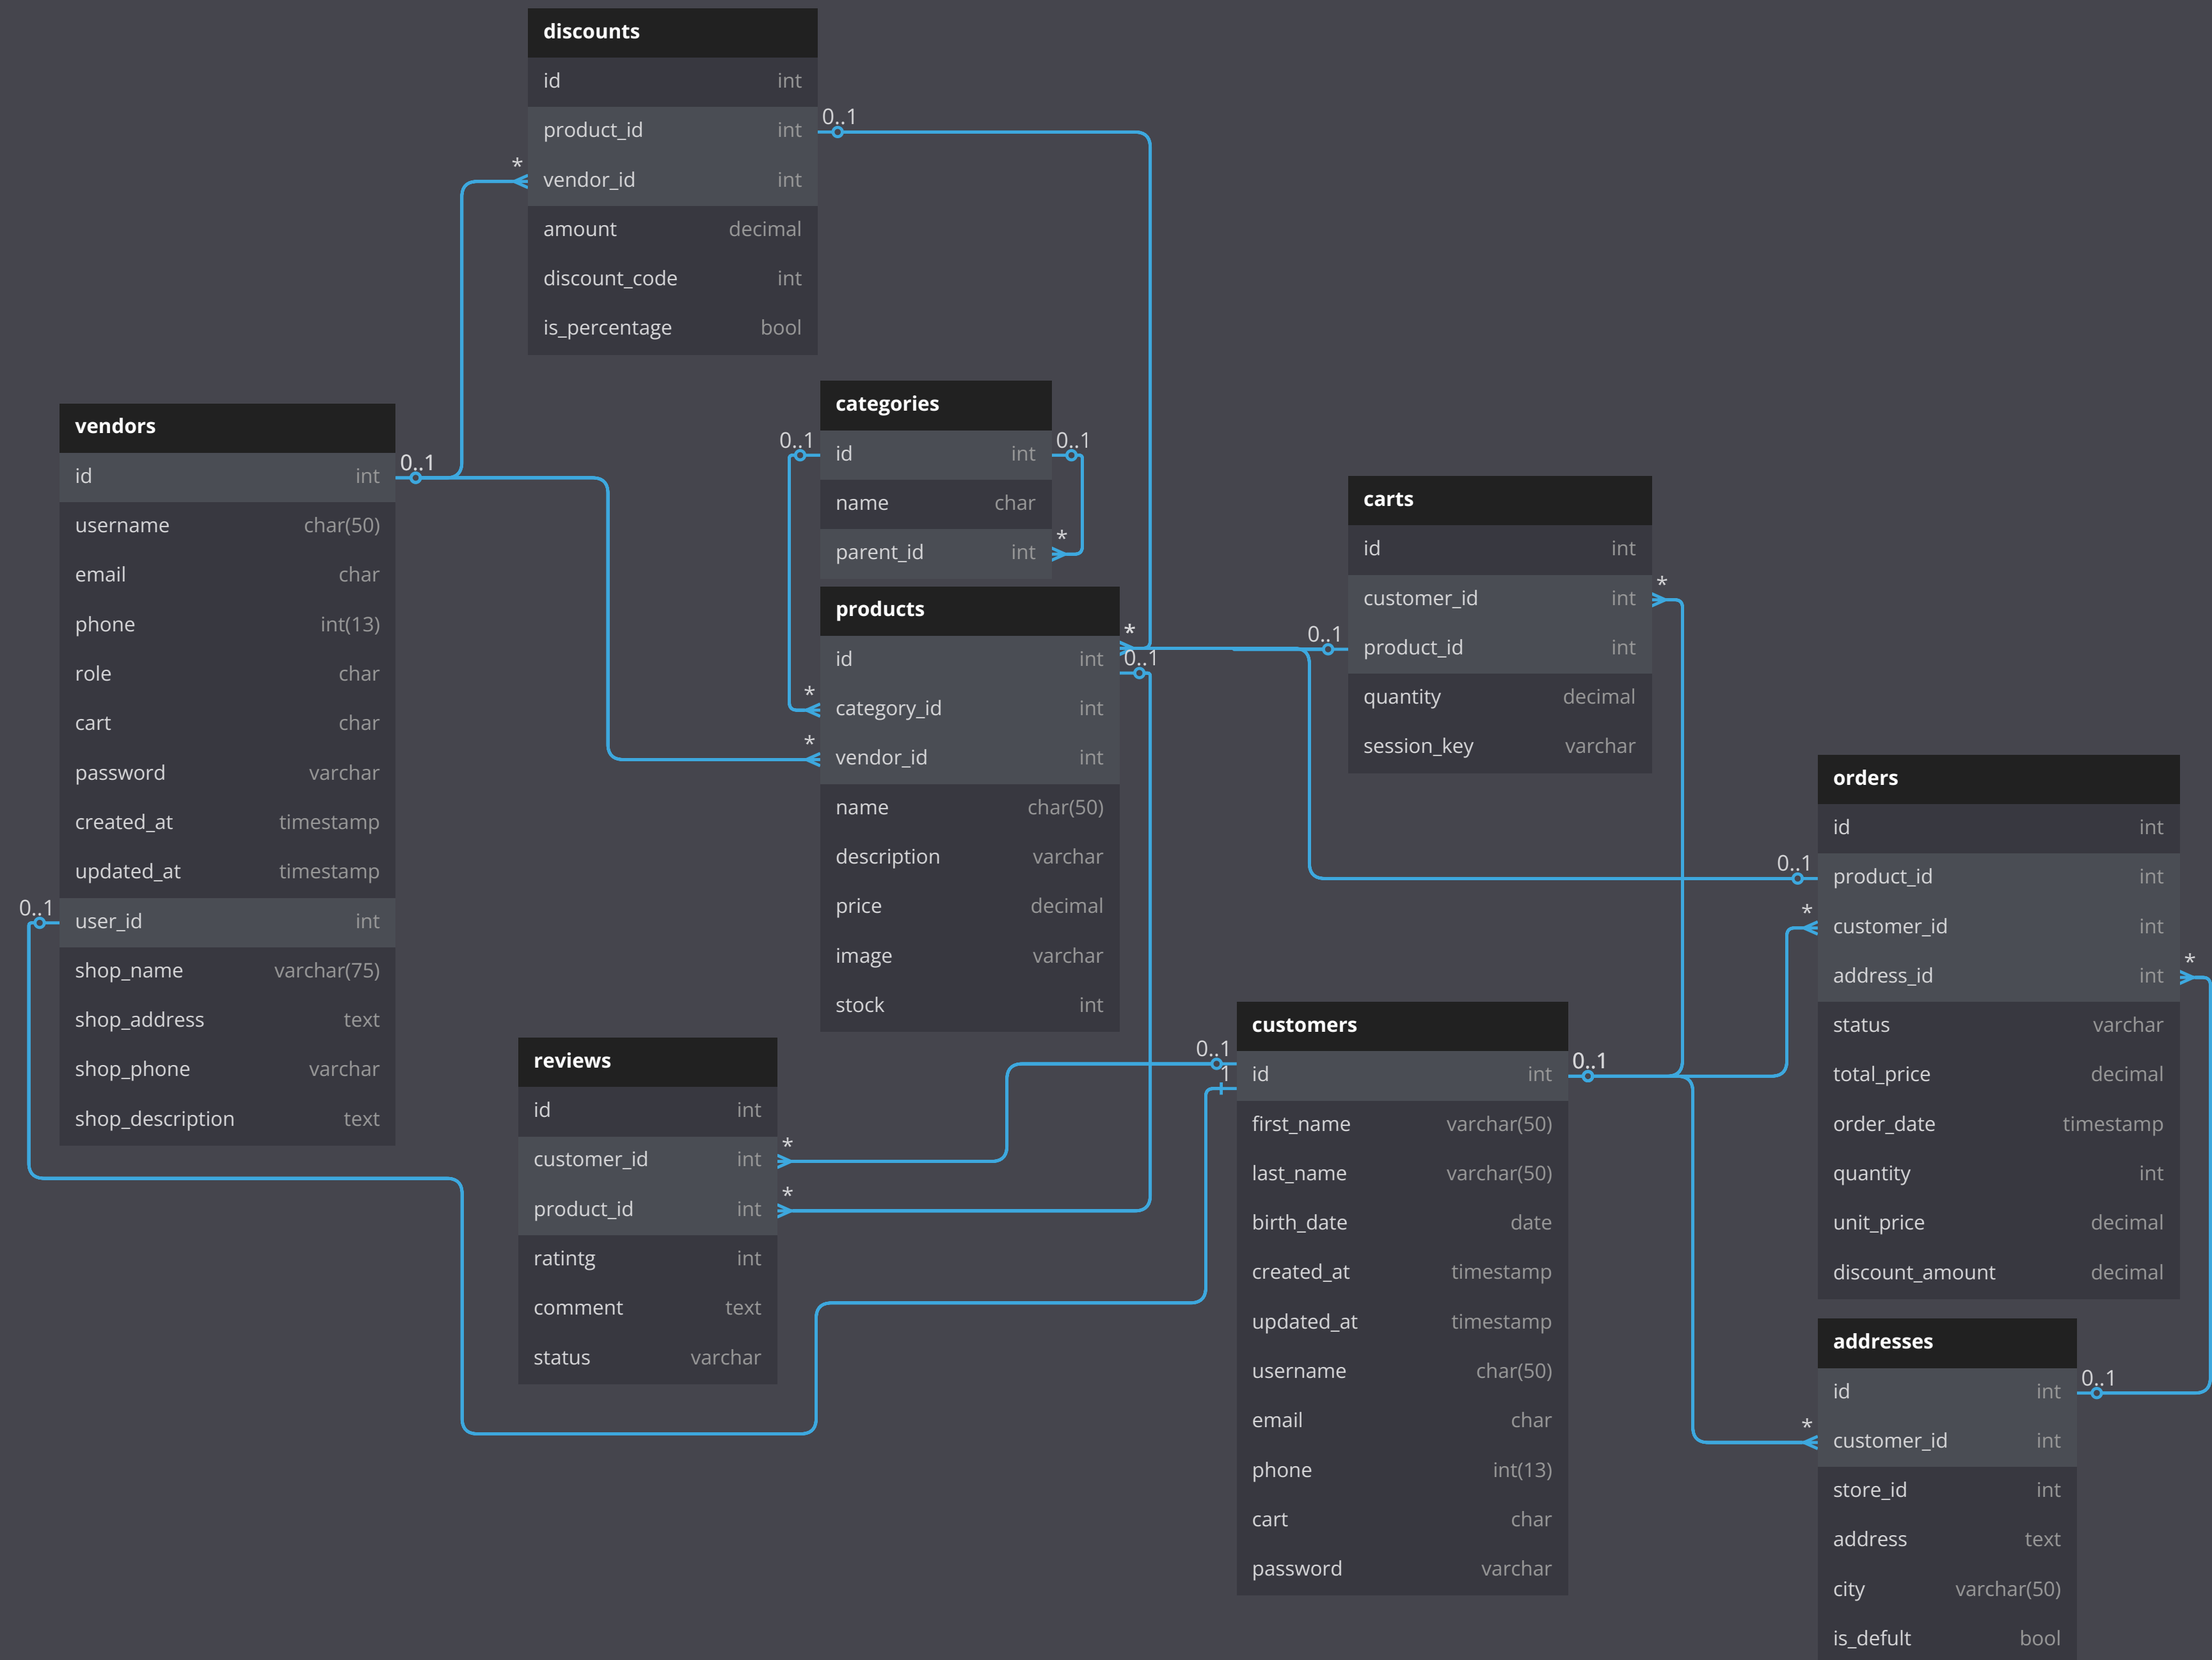 discounts
id int
0..1
product_id int
*
vendor_id int
amount decimal
discount_code int
is_percentage bool
categories
0..1 0..1
id int
name char
*
parent_id int
vendors
0..1
id int
username char(50)
email char
phone int(13)
role char
cart char
password varchar
created_at timestamp
updated_at timestamp
0..1
user_id int
shop_name varchar(75)
shop_address text
shop_phone varchar
shop_description text
products
*
0..1
id int
*
category_id int
*
vendor_id int
name char(50)
description varchar
price decimal
image varchar
stock int
carts
id int
*
customer_id int
0..1
product_id int
quantity decimal
session_key varchar
orders
id int
0..1
product_id int
*
customer_id int
*
address_id int
status varchar
total_price decimal
order_date timestamp
quantity int
unit_price decimal
discount_amount decimal
reviews
id int
*
customer_id int
*
product_id int
ratintg int
comment text
status varchar
customers
0..1 0..1
1
id int
first_name varchar(50)
last_name varchar(50)
birth_date date
created_at timestamp
updated_at timestamp
username char(50)
email char
phone int(13)
cart char
password varchar
addresses
0..1
id int
*
customer_id int
store_id int
address text
city varchar(50)
is_defult bool